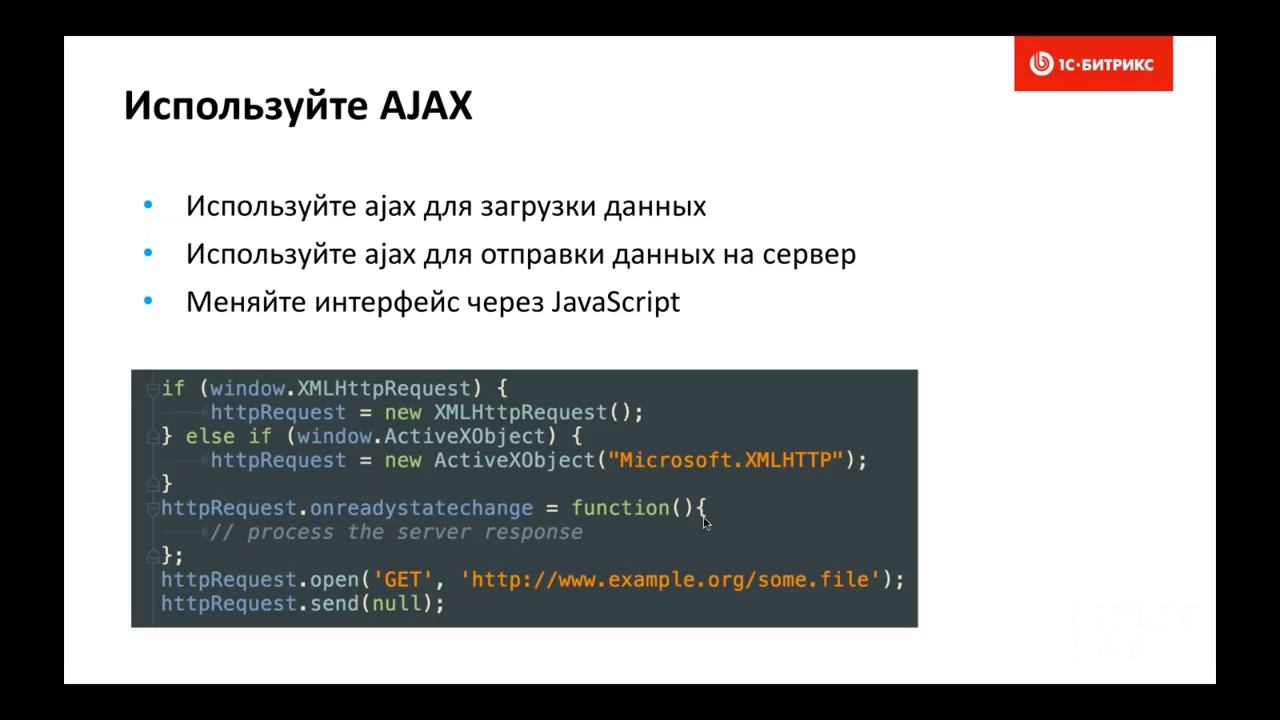 1С·БИТРИКС
Используйте AJAX
• Используйте ajax для загрузки данных
• Используйте ajax для отправки данных на сервер
• Меняйте интерфейс через JavaScript
if (window.XMLHttpRequest) {
httpRequest = new XMLHttpRequest();
} else if (window.ActiveXObject) {
httpRequest = new ActiveXObject("Microsoft.XMLHTTP");
}
httpRequest.onreadystatechange = function(){
// process the server response
};
httpRequest.open('GET', 'http://www.example.org/some.file');
httpRequest.send(null);